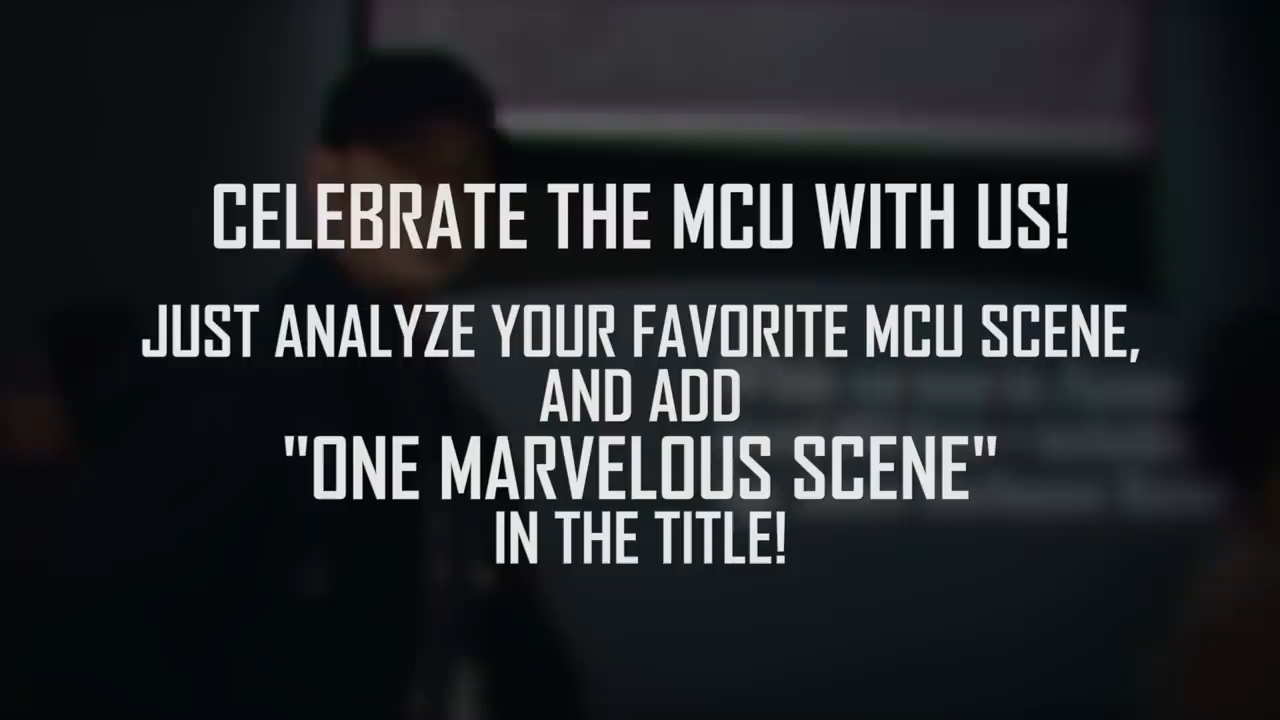 CELEBRATE THE MCU WITH US!
JUST ANALYZE YOUR FAVORITE MCU SCENE,
AND ADD
"ONE MARVELOUS SCENE"
IN THE TITLE!